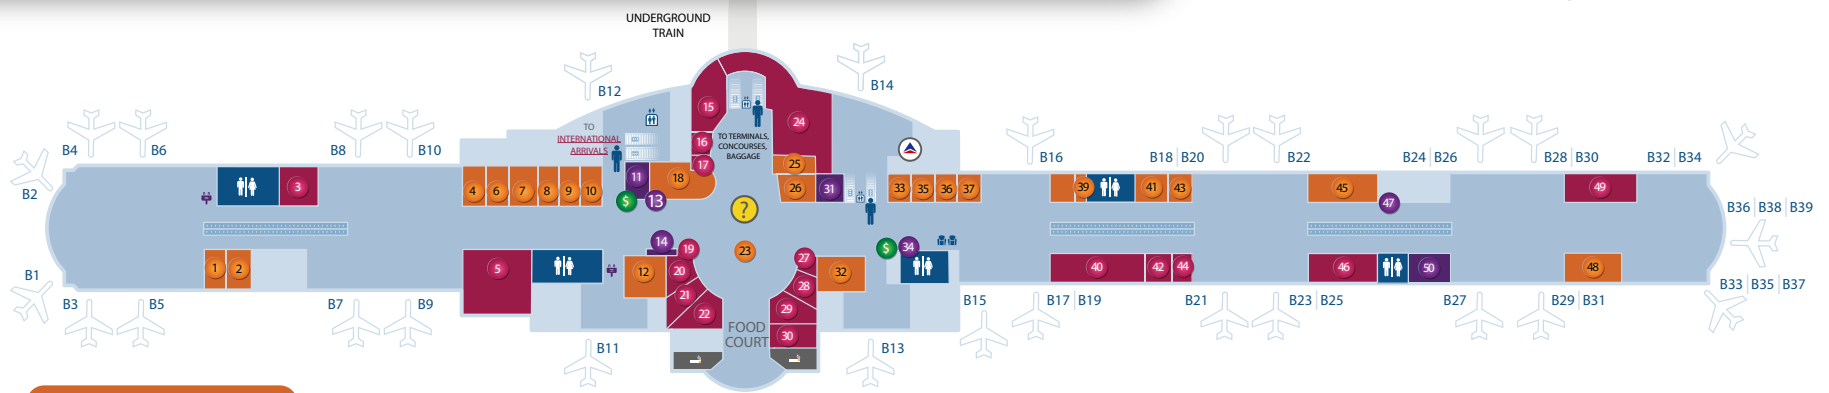 UNDERGROUND
TRAIN
B12
B14
B4
B6
B8
B10
TO
INTERNATIONAL
ARRIVALS
15
16
17
24
TO TERMINALS,
CONCOURSES,
BAGGAGE
B16
B18 B20
B22
B24 B26
B28 B30
B32 B34
B2
3
4
6
7
8
9
10
11
18
25
26
31
33
35
36
37
39
41
43
45
49
$
13
?
47
B36 B38 B39
14
19
23
$
34
B1
1
2
5
12
20
21
22
27
28
29
30
32
40
42
44
46
50
48
B33 B35 B37
B3
B5
B7
B9
B15
B17 B19
B21
B23 B25
B27
B29 B31
FOOD
COURT
B11
B13